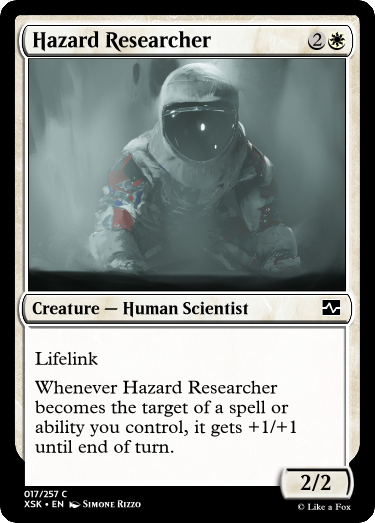 Hazard Researcher 2
Creature — Human Scientist
Lifelink
Whenever Hazard Researcher
becomes the target of a spell or
ability you control, it gets +1/+1
until end of turn.
2/2
017/257 C
XSK • EN Simone Rizzo
© Like a Fox